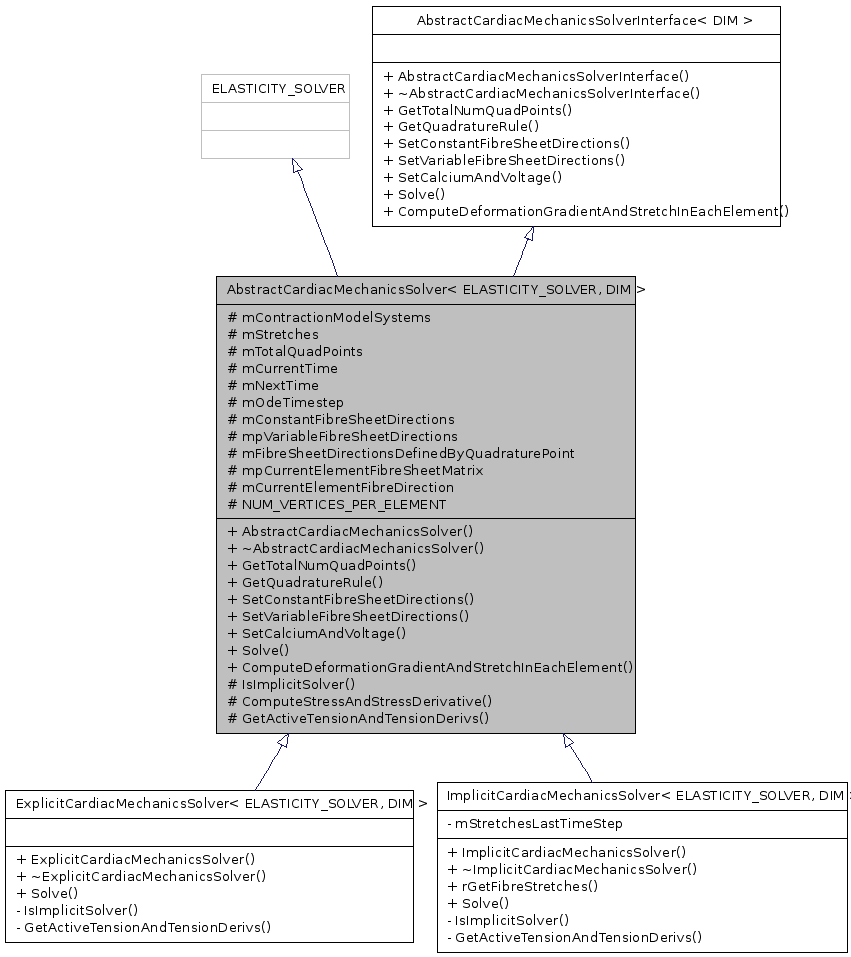 AbstractCardiacMechanicsSolverInterface< DIM >
+ AbstractCardiacMechanicsSolverInterface()
+ ~AbstractCardiacMechanicsSolverInterface()
+ GetTotalNumQuadPoints()
+ GetQuadratureRule()
+ SetConstantFibreSheetDirections()
+ SetVariableFibreSheetDirections()
+ SetCalciumAndVoltage()
+ Solve()
+ ComputeDeformationGradientAndStretchInEachElement()
ELASTICITY_SOLVER
AbstractCardiacMechanicsSolver< ELASTICITY_SOLVER, DIM >
# mContractionModelSystems
# mStretches
# mTotalQuadPoints
# mCurrentTime
# mNextTime
# mOdeTimestep
# mConstantFibreSheetDirections
# mpVariableFibreSheetDirections
# mFibreSheetDirectionsDefinedByQuadraturePoint
# mpCurrentElementFibreSheetMatrix
# mCurrentElementFibreDirection
# NUM_VERTICES_PER_ELEMENT
+ AbstractCardiacMechanicsSolver()
+ ~AbstractCardiacMechanicsSolver()
+ GetTotalNumQuadPoints()
+ GetQuadratureRule()
+ SetConstantFibreSheetDirections()
+ SetVariableFibreSheetDirections()
+ SetCalciumAndVoltage()
+ Solve()
+ ComputeDeformationGradientAndStretchInEachElement()
# IsImplicitSolver()
# ComputeStressAndStressDerivative()
# GetActiveTensionAndTensionDerivs()
ExplicitCardiacMechanicsSolver< ELASTICITY_SOLVER, DIM >
+ ExplicitCardiacMechanicsSolver()
+ ~ExplicitCardiacMechanicsSolver()
+ Solve()
- IsImplicitSolver()
- GetActiveTensionAndTensionDerivs()
ImplicitCardiacMechanicsSolver< ELASTICITY_SOLVER, DIM >
- mStretchesLastTimeStep
+ ImplicitCardiacMechanicsSolver()
+ ~ImplicitCardiacMechanicsSolver()
+ rGetFibreStretches()
+ Solve()
- IsImplicitSolver()
- GetActiveTensionAndTensionDerivs()